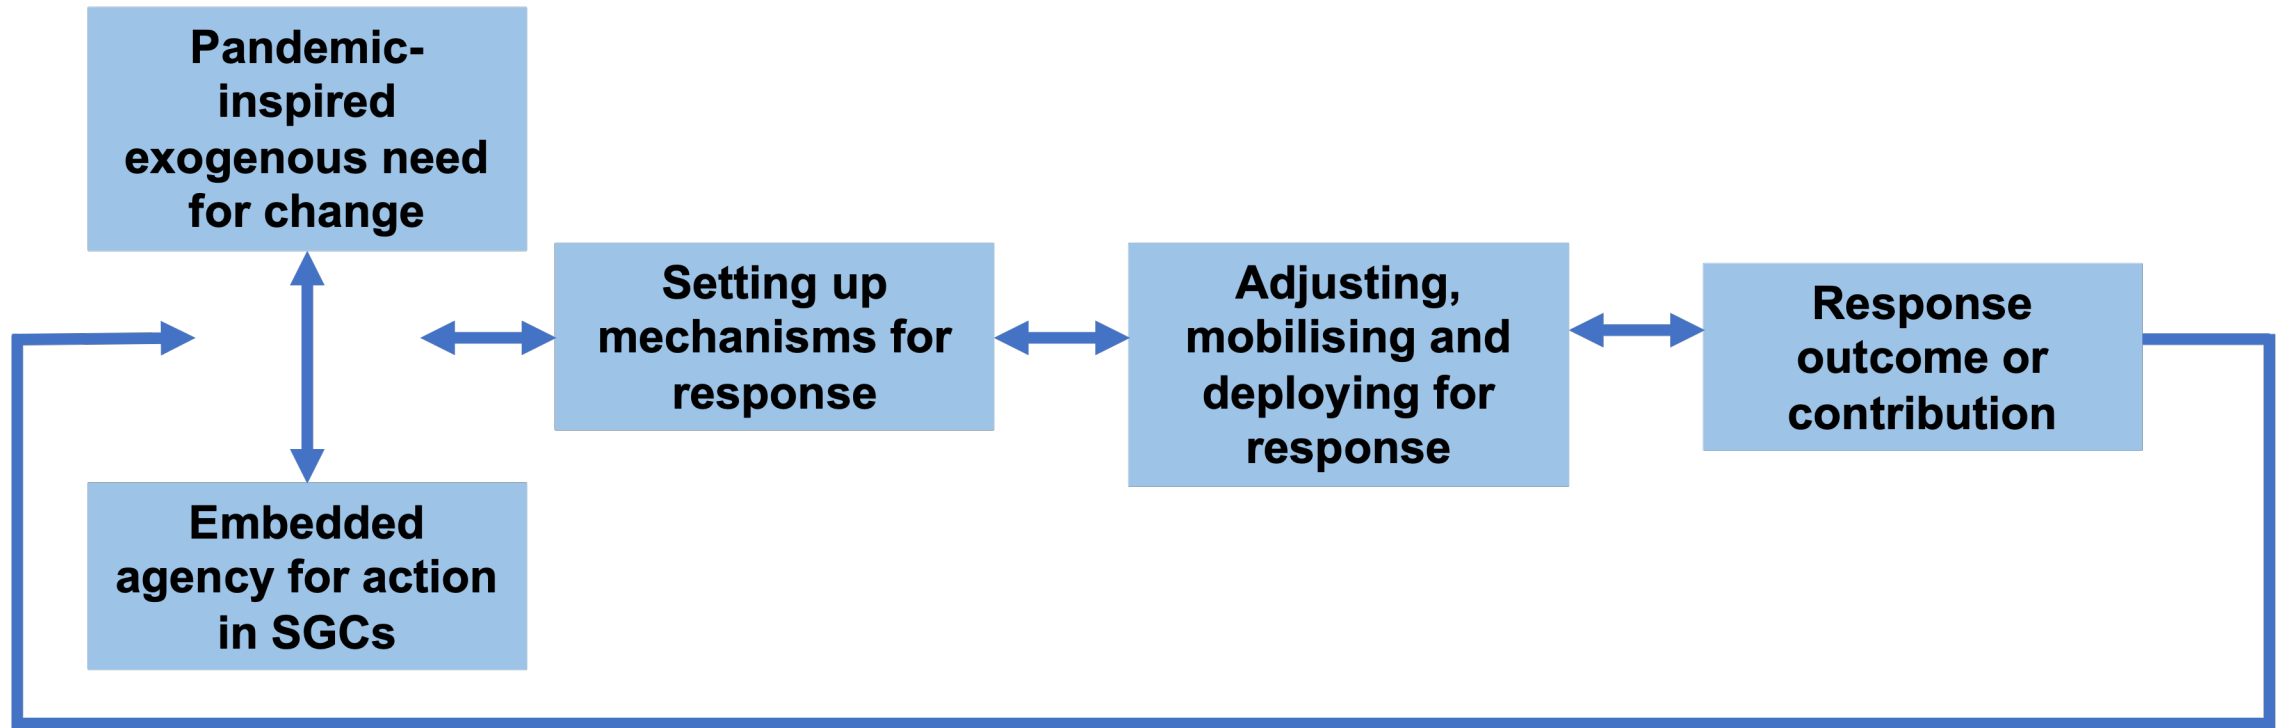 Pandemic-
inspired
exogenous need
for change
Embedded
agency for action
in SGCs
Setting up
mechanisms for
response
Adjusting,
mobilising and
deploying for
response
Response
outcome or
contribution